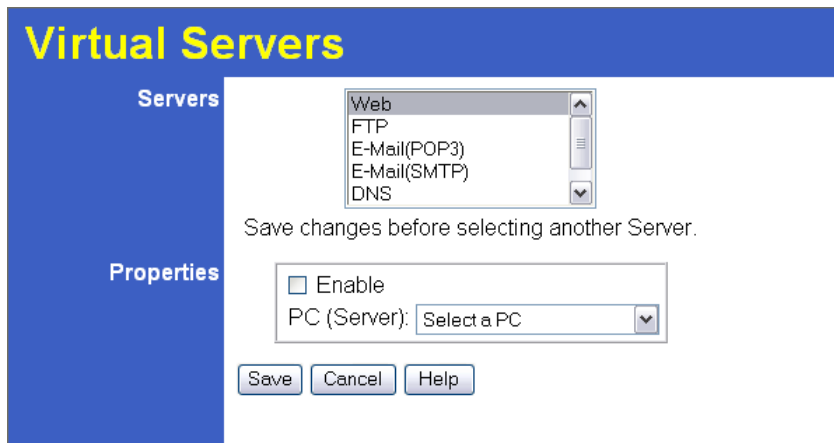 Virtual Servers
Servers
Web
FTP
E-Mail(POP3)
E-Mail(SMTP)
DNS
Save changes before selecting another Server.
Properties
Enable
PC (Server): Select a PC
Save Cancel Help